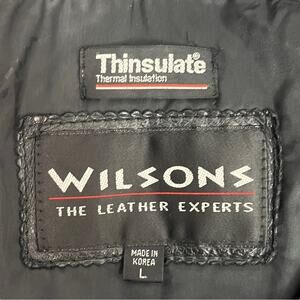 Thinsulate®
Thermal Insulation
WILSONS
THE LEATHER EXPERTS
MADE IN
KOREA
L